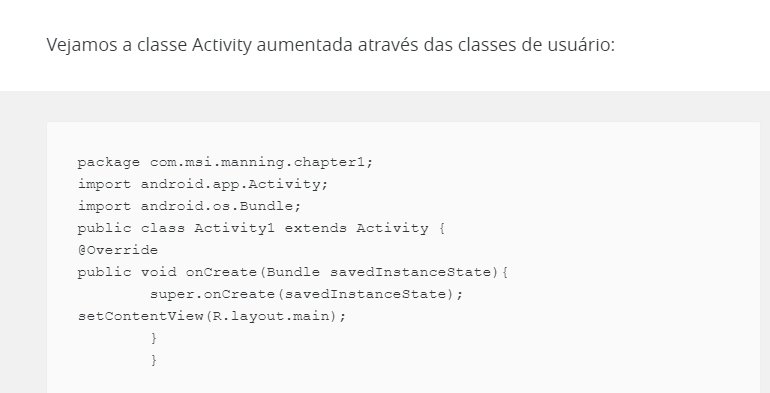 Vejamos a classe Activity aumentada através das classes de usuário:
package com.msi.manning.chapter1;
import android.app.Activity;
import android.os.Bundle;
public class Activity1 extends Activity {
@Override
public void onCreate(Bundle savedInstanceState){
super.onCreate(savedInstanceState);
setContentView(R.layout.main);
}
}